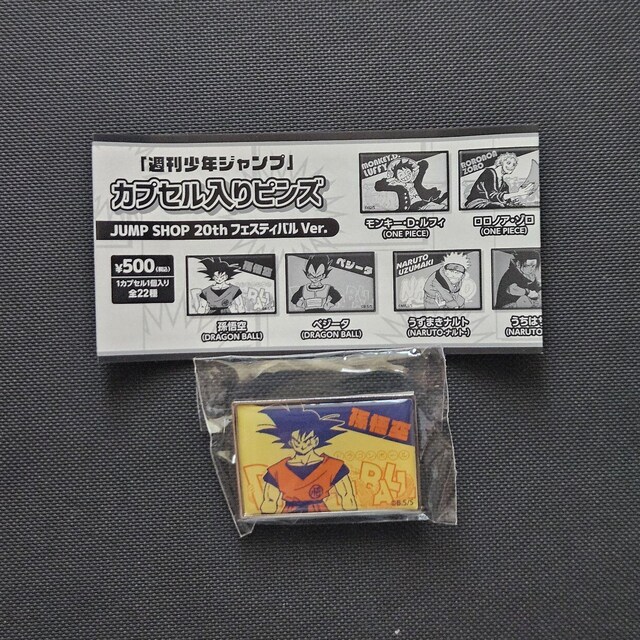 「週刊少年ジャンプ」
カプセル入りピンズ
JUMP SHOP 20th フェスティバル Ver.
¥500(税込)
1カプセル1個入り
全22種
MONKEY.D.
LUFFY
モンキー・D・ルフィ
(ONE PIECE)
RORONOA
ZORO
ロロノア・ゾロ
(ONE PIECE)
孫悟空
孫悟空
(DRAGON BALL)
ベジータ
ベジータ
(DRAGON BALL)
NARUTO
UZUMAKI
うずまきナルト
(NARUTO-ナルト-)
うちは
(NARUTO
孫悟空
BALL
©B.S/S